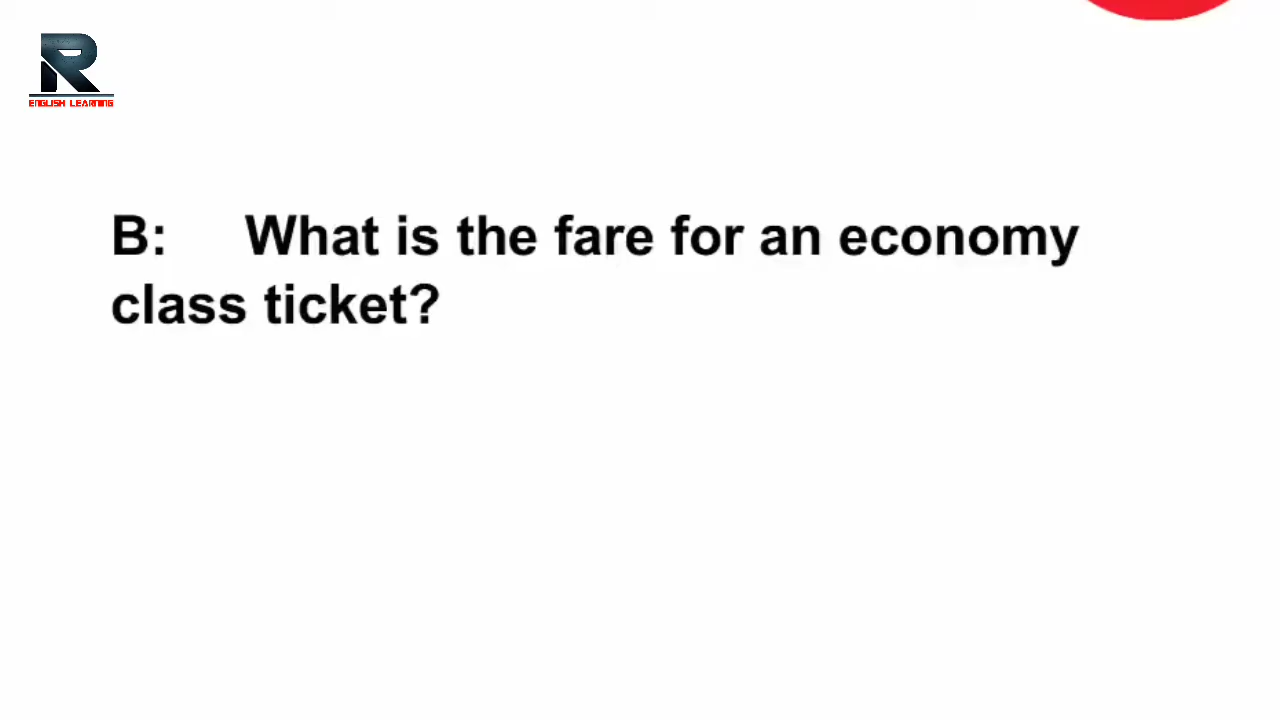 R
ENGLISH LEARNING
B: What is the fare for an economy
class ticket?